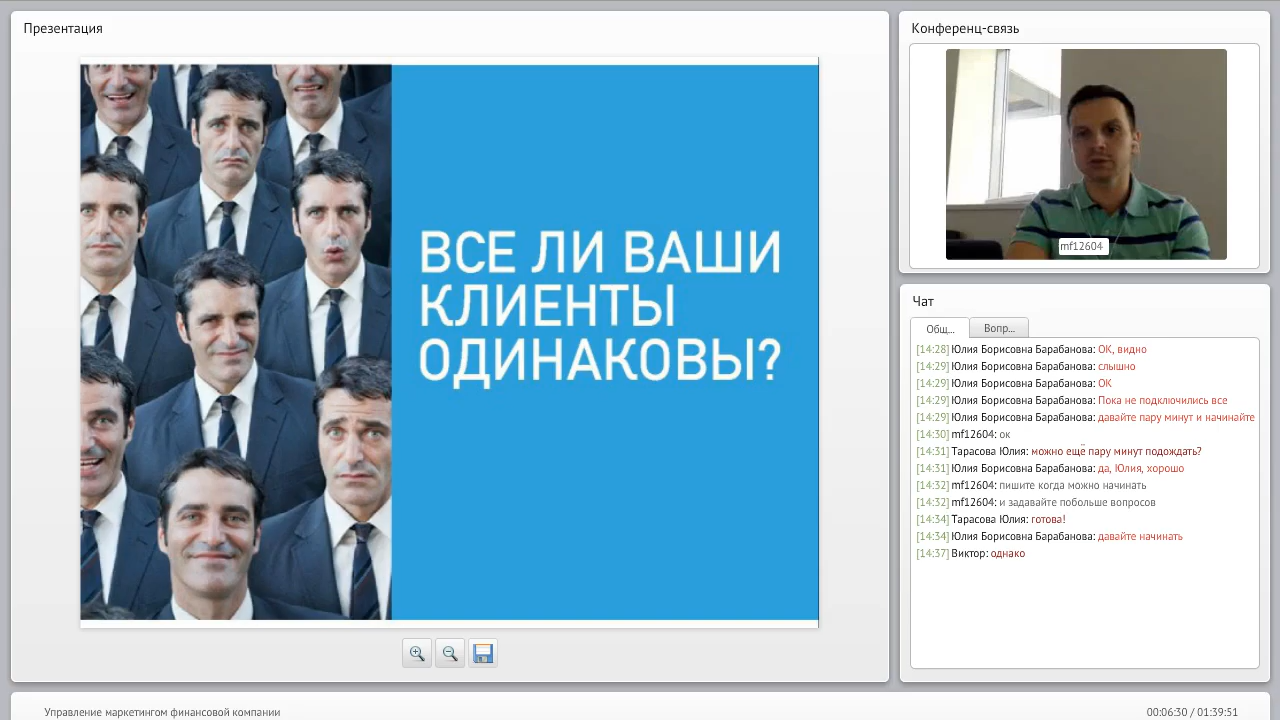 Презентация
ВСЕ ЛИ ВАШИ
КЛИЕНТЫ
ОДИНАКОВЫ?
Конференц-связь
mf12604
Чат
Общ... Вопр...
[14:28] Юлия Борисовна Барабанова: ОК, видно
[14:29] Юлия Борисовна Барабанова: слышно
[14:29] Юлия Борисовна Барабанова: ОК
[14:29] Юлия Борисовна Барабанова: Пока не подключились все
[14:29] Юлия Борисовна Барабанова: давайте пару минут и начинайте
[14:30] mf12604: ок
[14:31] Тарасова Юлия: можно ещё пару минут подождать?
[14:31] Юлия Борисовна Барабанова: да, Юлия, хорошо
[14:32] mf12604: пишите когда можно начинать
[14:32] mf12604: и задавайте побольше вопросов
[14:34] Тарасова Юлия: готова!
[14:34] Юлия Борисовна Барабанова: давайте начинать
[14:37] Виктор: однако
Управление маркетингом финансовой компании
00:06:30 / 01:39:51